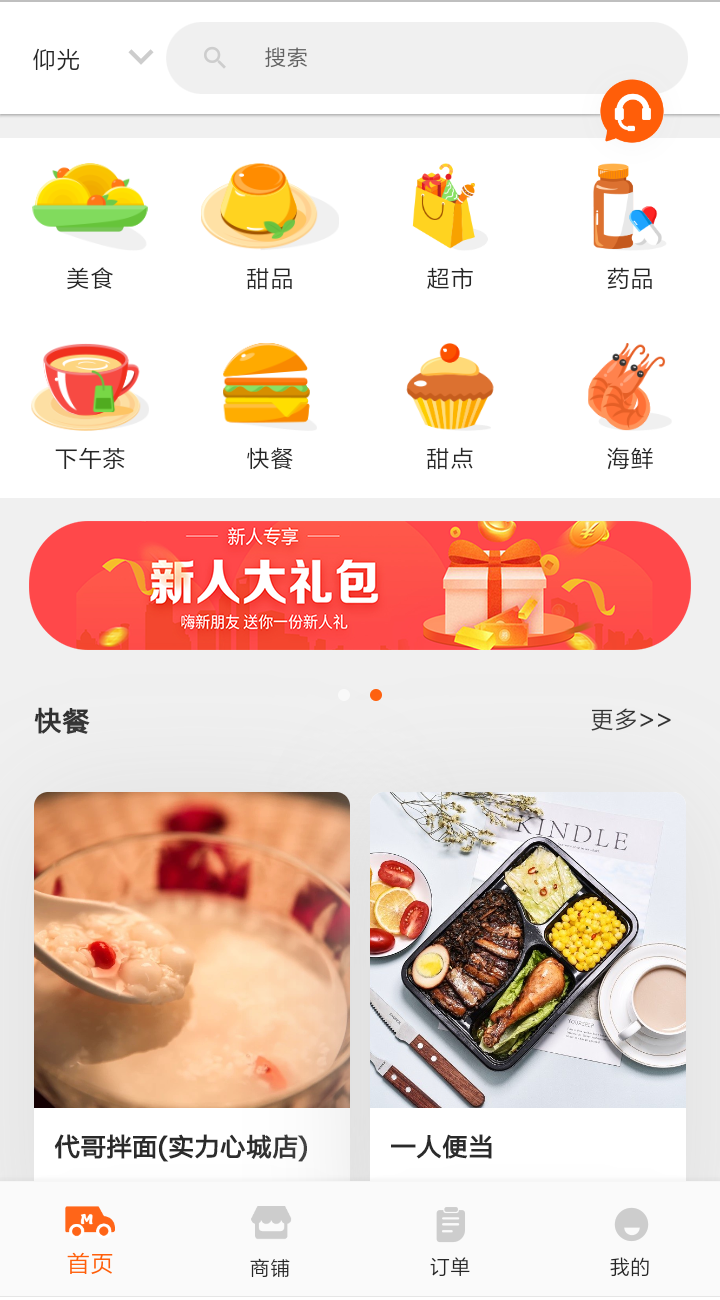 仰光
搜索
美食
甜品
超市
药品
下午茶
快餐
甜点
海鲜
新人专享
新人大礼包
嗨新朋友 送你一份新人礼
快餐
更多>>
KINDLE
代哥拌面(实力心城店)
一人便当
M
首页
商铺
订单
我的